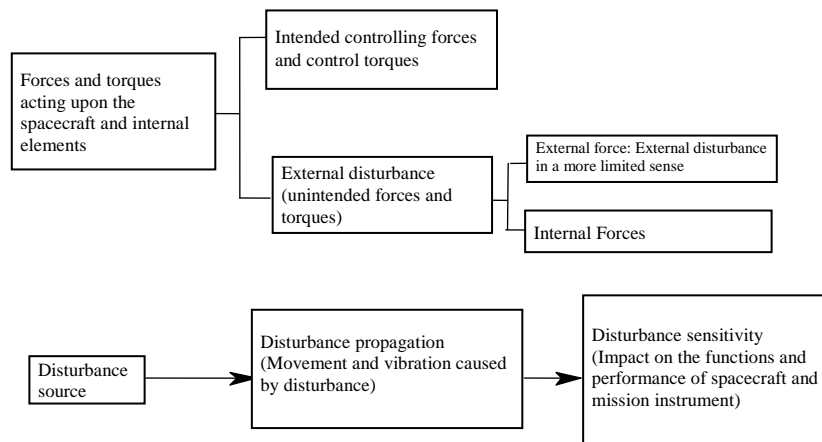 Intended controlling forces
and control torques
Forces and torques
acting upon the
spacecraft and internal
elements
External disturbance
(unintended forces and
torques)
External force: External disturbance
in a more limited sense
Internal Forces
Disturbance
source
Disturbance propagation
(Movement and vibration caused
by disturbance)
Disturbance sensitivity
(Impact on the functions and
performance of spacecraft and
mission instrument)